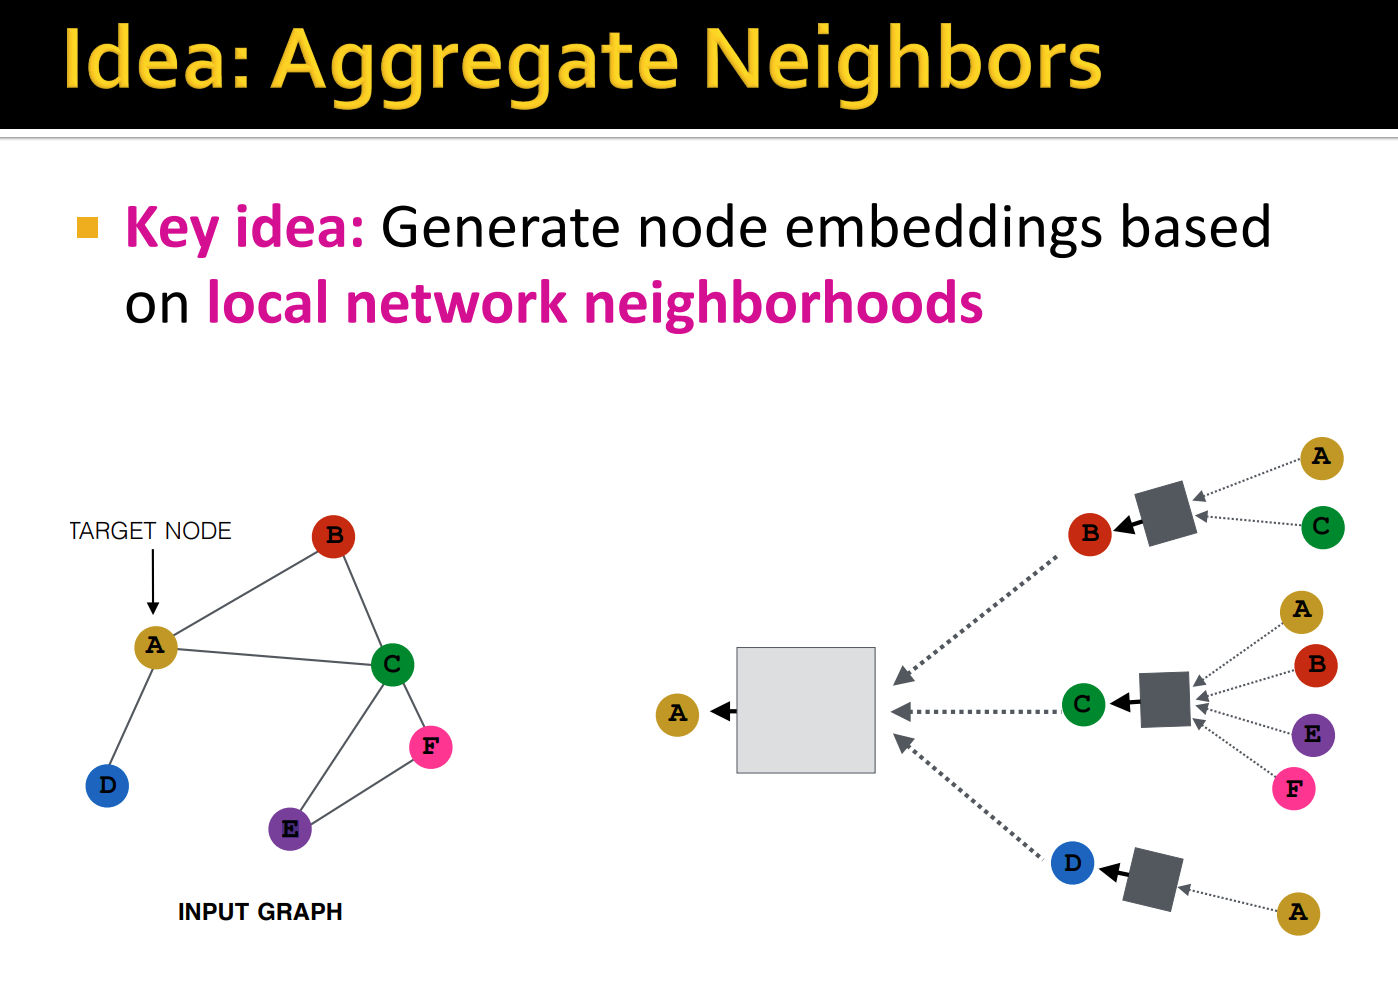 Idea: Aggregate Neighbors
Key idea: Generate node embeddings based
on local network neighborhoods
TARGET NODE
B
A
C
F
D
E
INPUT GRAPH
A
B
C
D
A
C
A
B
E
F
A